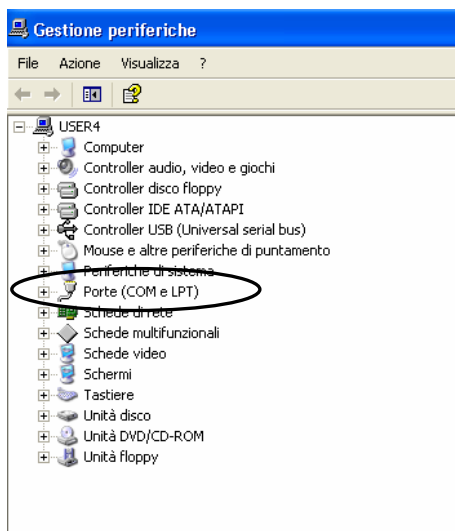 Gestione periferiche
File Azione Visualizza ?
USER4
Computer
Controller audio, video e giochi
Controller disco floppy
Controller IDE ATA/ATAPI
Controller USB (Universal serial bus)
Mouse e altre periferiche di puntamento
Periferiche di sistema
Porte (COM e LPT)
Schede di rete
Schede multifunzionali
Schede video
Schermi
Tastiere
Unità disco
Unità DVD/CD-ROM
Unità floppy